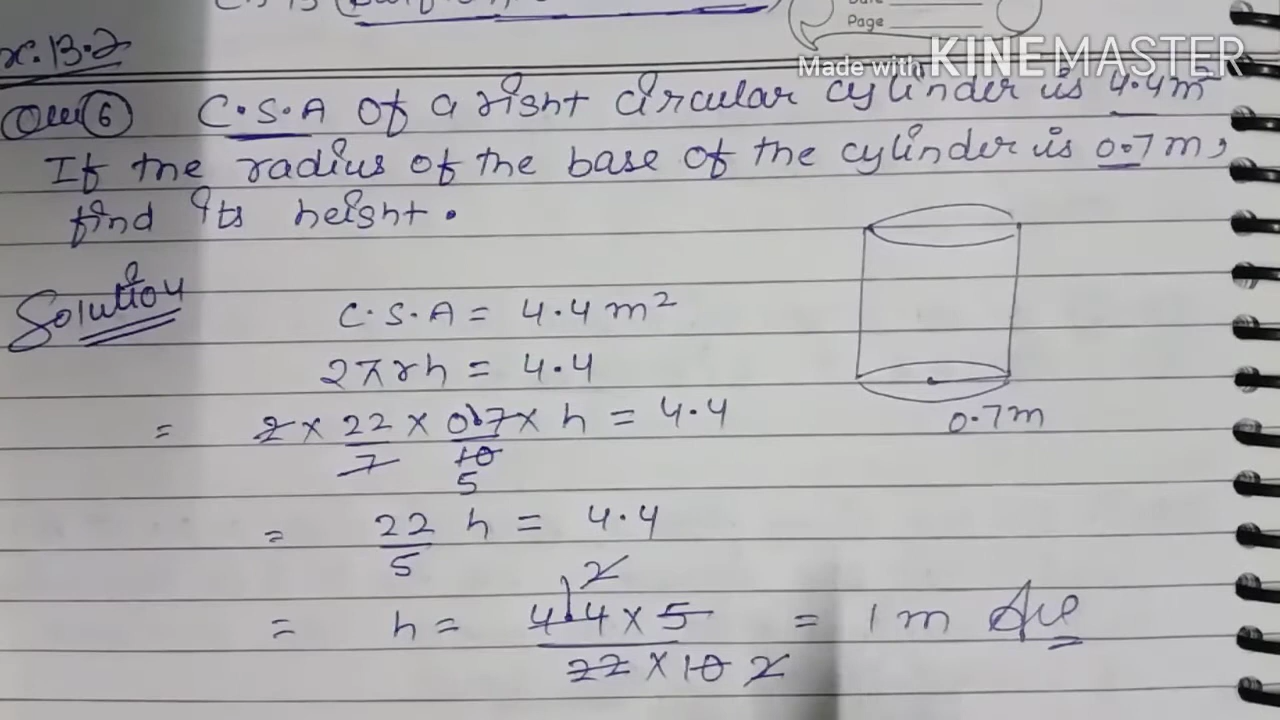 Page
Made with KINEMASTER
x. 13.2
Que 6 C.S.A of a right circular cylinder is 4.4m²
If the radius of the base of the cylinder is 0.7m,
find its height.
Solution
C.S.A = 4.4 m²
2πrh = 4.4
= 2 × 22/7 × 0.7/10 × h = 4.4
5
0.7m
= 22/5 h = 4.4
2
= h = 4.4 × 5 / 22 × 10 2 = 1 m Ans